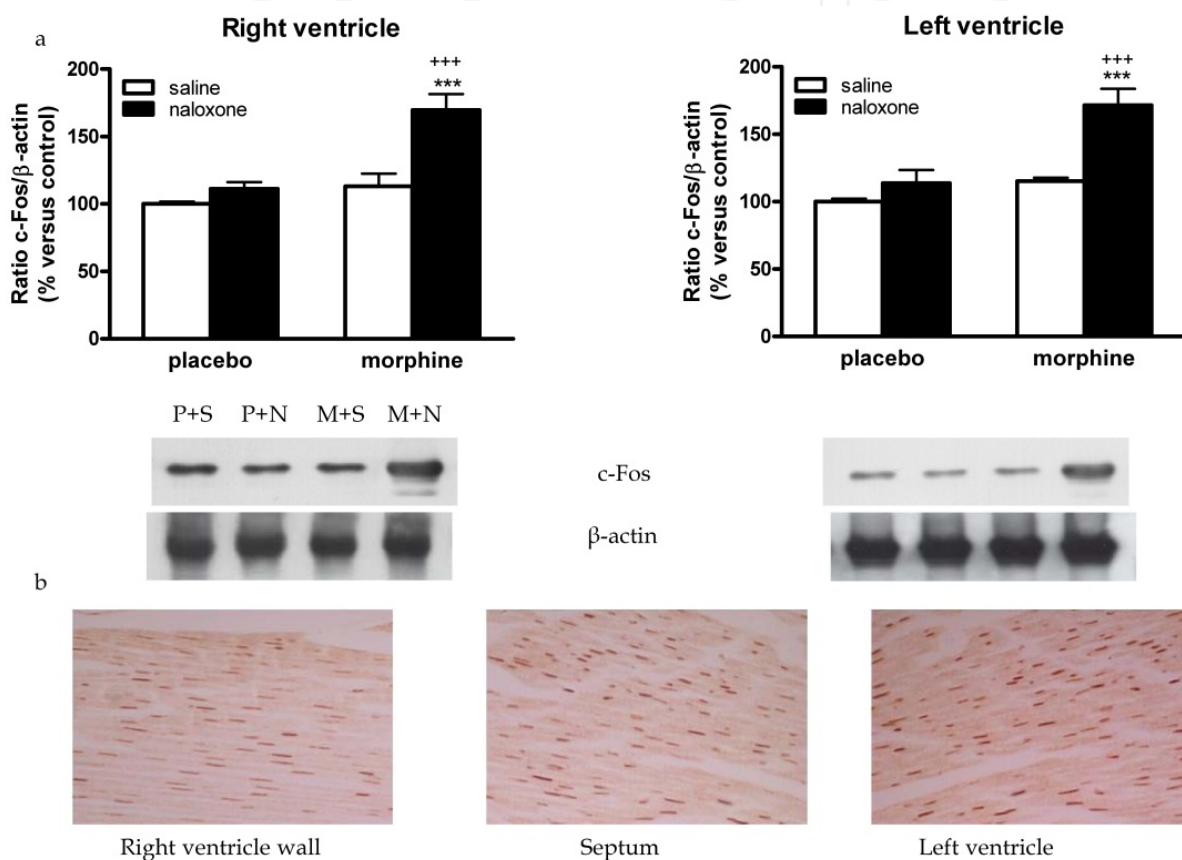 a
Right ventricle
+++
***
saline
naloxone
200
150
100
50
0
Ratio c-Fos/β-actin
(% versus control)
placebo morphine
Left ventricle
+++
***
saline
naloxone
200
150
100
50
0
Ratio c-Fos/β-actin
(% versus control)
placebo morphine
P+S P+N M+S M+N
c-Fos
β-actin
b
Right ventricle wall Septum Left ventricle